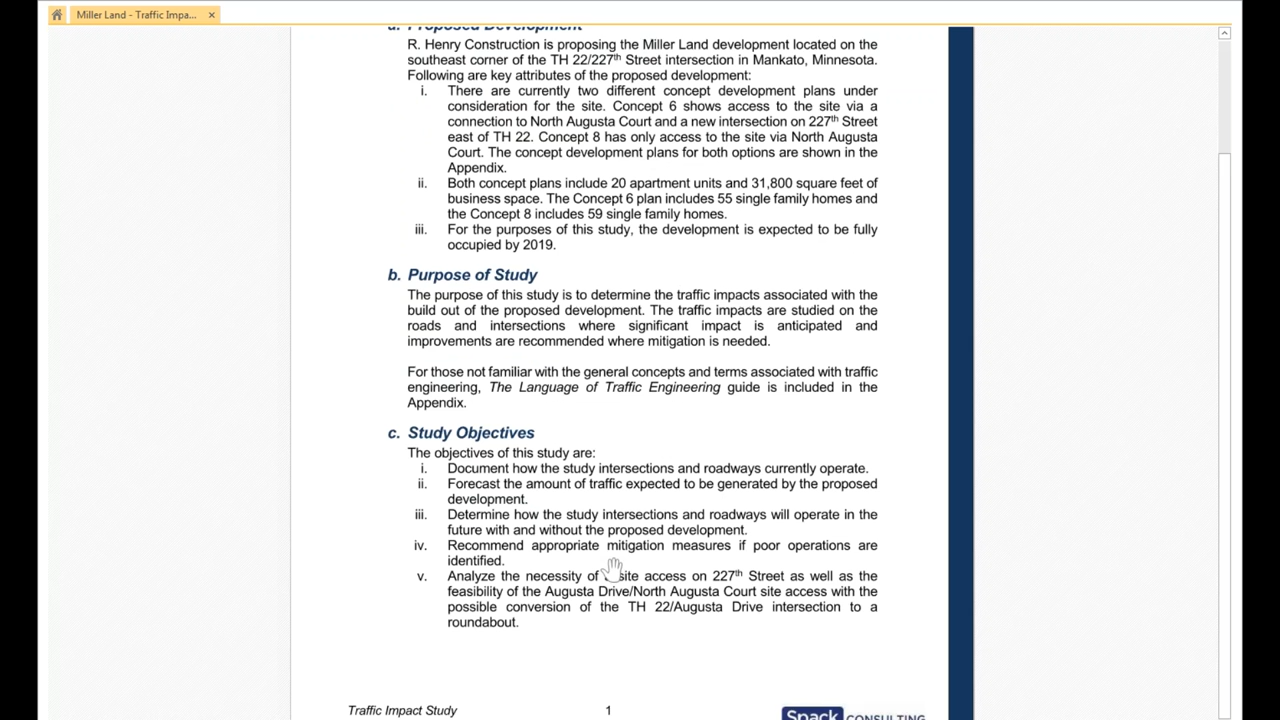 Miller Land - Traffic Impa... ×
a. Proposed Development
R. Henry Construction is proposing the Miller Land development located on the
southeast corner of the TH 22/227th Street intersection in Mankato, Minnesota.
Following are key attributes of the proposed development:
i. There are currently two different concept development plans under
consideration for the site. Concept 6 shows access to the site via a
connection to North Augusta Court and a new intersection on 227th Street
east of TH 22. Concept 8 has only access to the site via North Augusta
Court. The concept development plans for both options are shown in the
Appendix.
ii. Both concept plans include 20 apartment units and 31,800 square feet of
business space. The Concept 6 plan includes 55 single family homes and
the Concept 8 includes 59 single family homes.
iii. For the purposes of this study, the development is expected to be fully
occupied by 2019.
b. Purpose of Study
The purpose of this study is to determine the traffic impacts associated with the
build out of the proposed development. The traffic impacts are studied on the
roads and intersections where significant impact is anticipated and
improvements are recommended where mitigation is needed.
For those not familiar with the general concepts and terms associated with traffic
engineering, The Language of Traffic Engineering guide is included in the
Appendix.
c. Study Objectives
The objectives of this study are:
i. Document how the study intersections and roadways currently operate.
ii. Forecast the amount of traffic expected to be generated by the proposed
development.
iii. Determine how the study intersections and roadways will operate in the
future with and without the proposed development.
iv. Recommend appropriate mitigation measures if poor operations are
identified.
v. Analyze the necessity of site access on 227th Street as well as the
feasibility of the Augusta Drive/North Augusta Court site access with the
possible conversion of the TH 22/Augusta Drive intersection to a
roundabout.
Traffic Impact Study 1 Spack CONSULTING